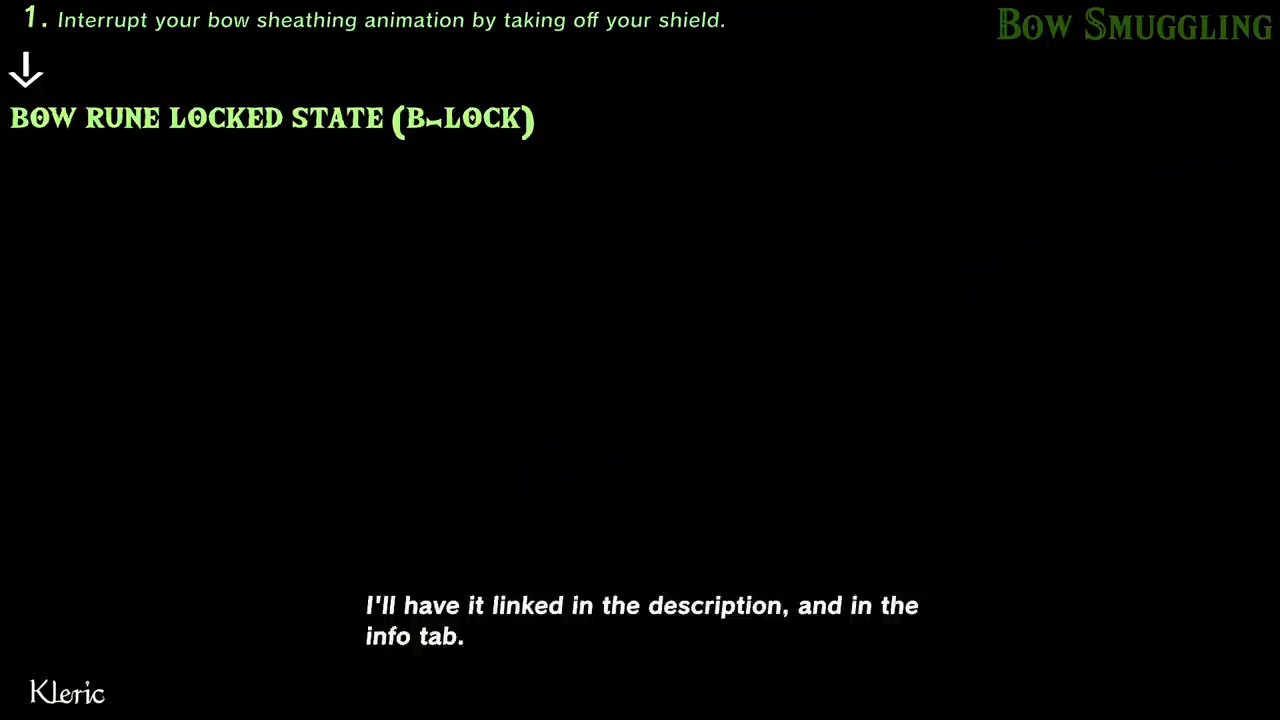 1. Interrupt your bow sheathing animation by taking off your shield.
Bow Smuggling
BOW RUNE LOCKED STATE (B-LOCK)
I'll have it linked in the description, and in the
info tab.
Kleric